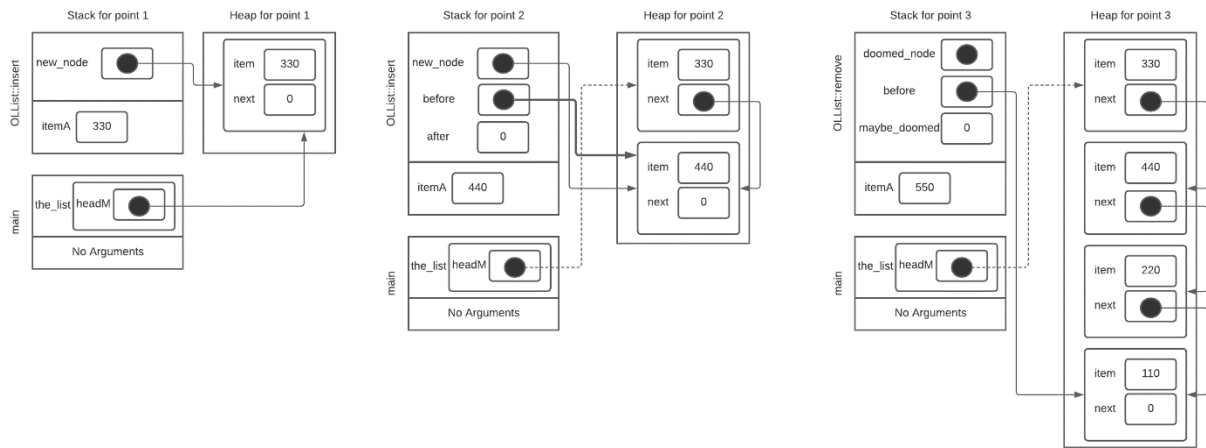 Stack for point 1
Heap for point 1
OLList::insert
new_node
item
330
next
0
itemA
330
main
the_list
headM
No Arguments
Stack for point 2
Heap for point 2
OLList::insert
new_node
before
after
0
item
330
next
item
440
next
0
itemA
440
main
the_list
headM
No Arguments
Stack for point 3
Heap for point 3
OLList::remove
doomed_node
before
maybe_doomed
0
itemA
550
main
the_list
headM
No Arguments
item
330
next
item
440
next
item
220
next
item
110
next
0